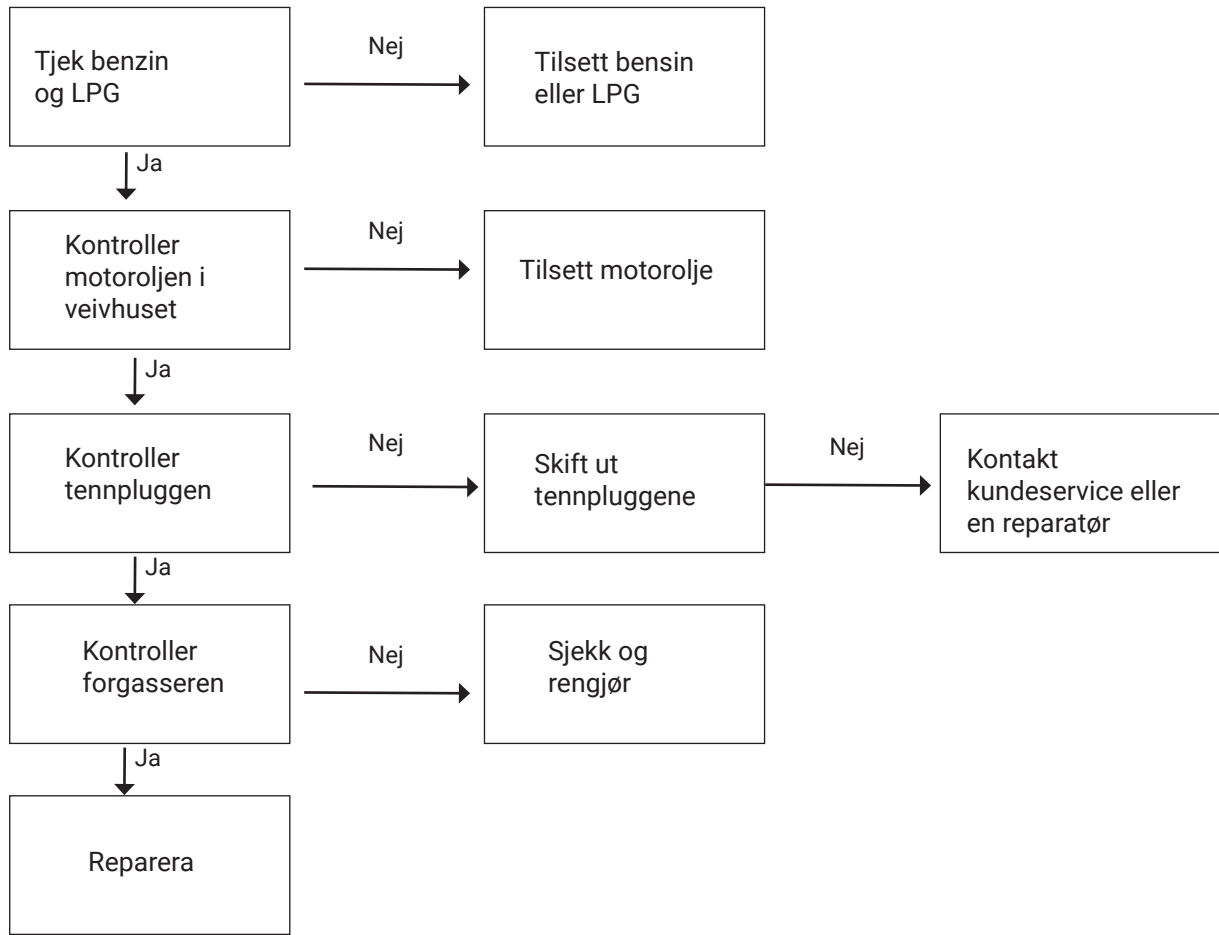 Tjek benzin
og LPG
Nej
Tilsett bensin
eller LPG
Ja
Kontroller
motoroljen i
veivhuset
Nej
Tilsett motorolje
Ja
Kontroller
tennpluggen
Nej
Skift ut
tennpluggene
Nej
Kontakt
kundeservice eller
en reparatør
Ja
Kontroller
forgasseren
Nej
Sjekk og
rengjør
Ja
Reparera